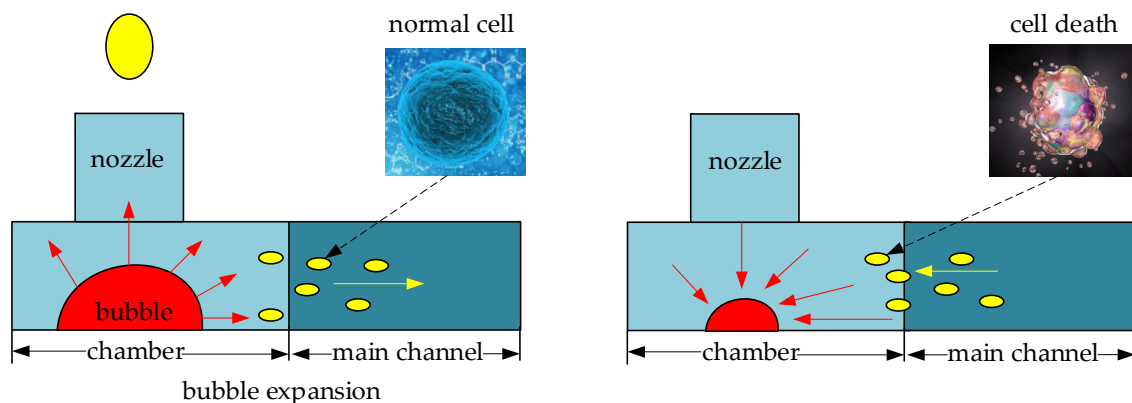 normal cell
nozzle
bubble
chamber
main channel
bubble expansion
cell death
nozzle
chamber
main channel